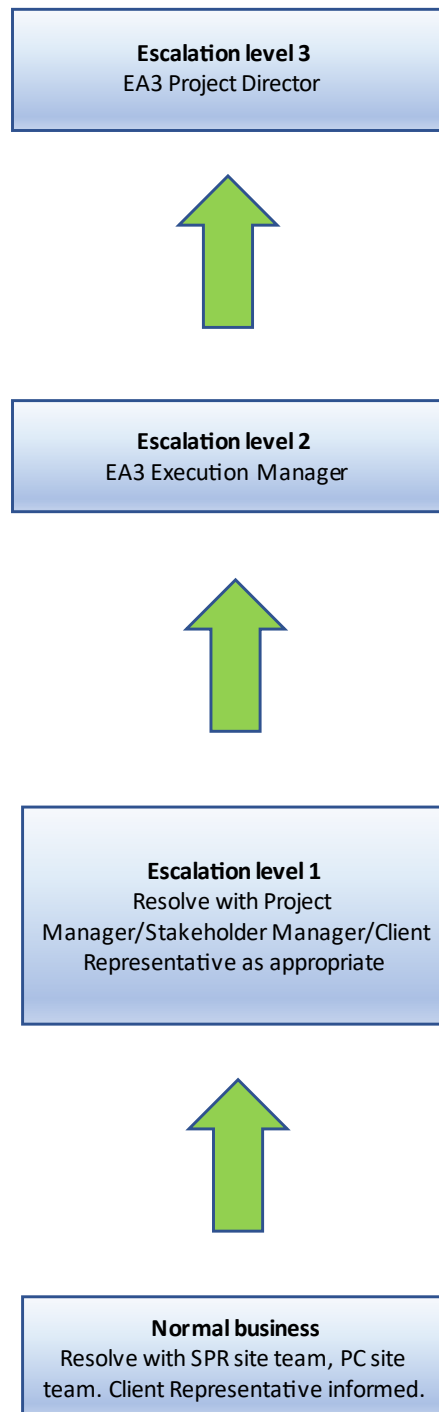 Escalation level 3
EA3 Project Director
Escalation level 2
EA3 Execution Manager
Escalation level 1
Resolve with Project
Manager/Stakeholder Manager/Client
Representative as appropriate
Normal business
Resolve with SPR site team, PC site
team. Client Representative informed.